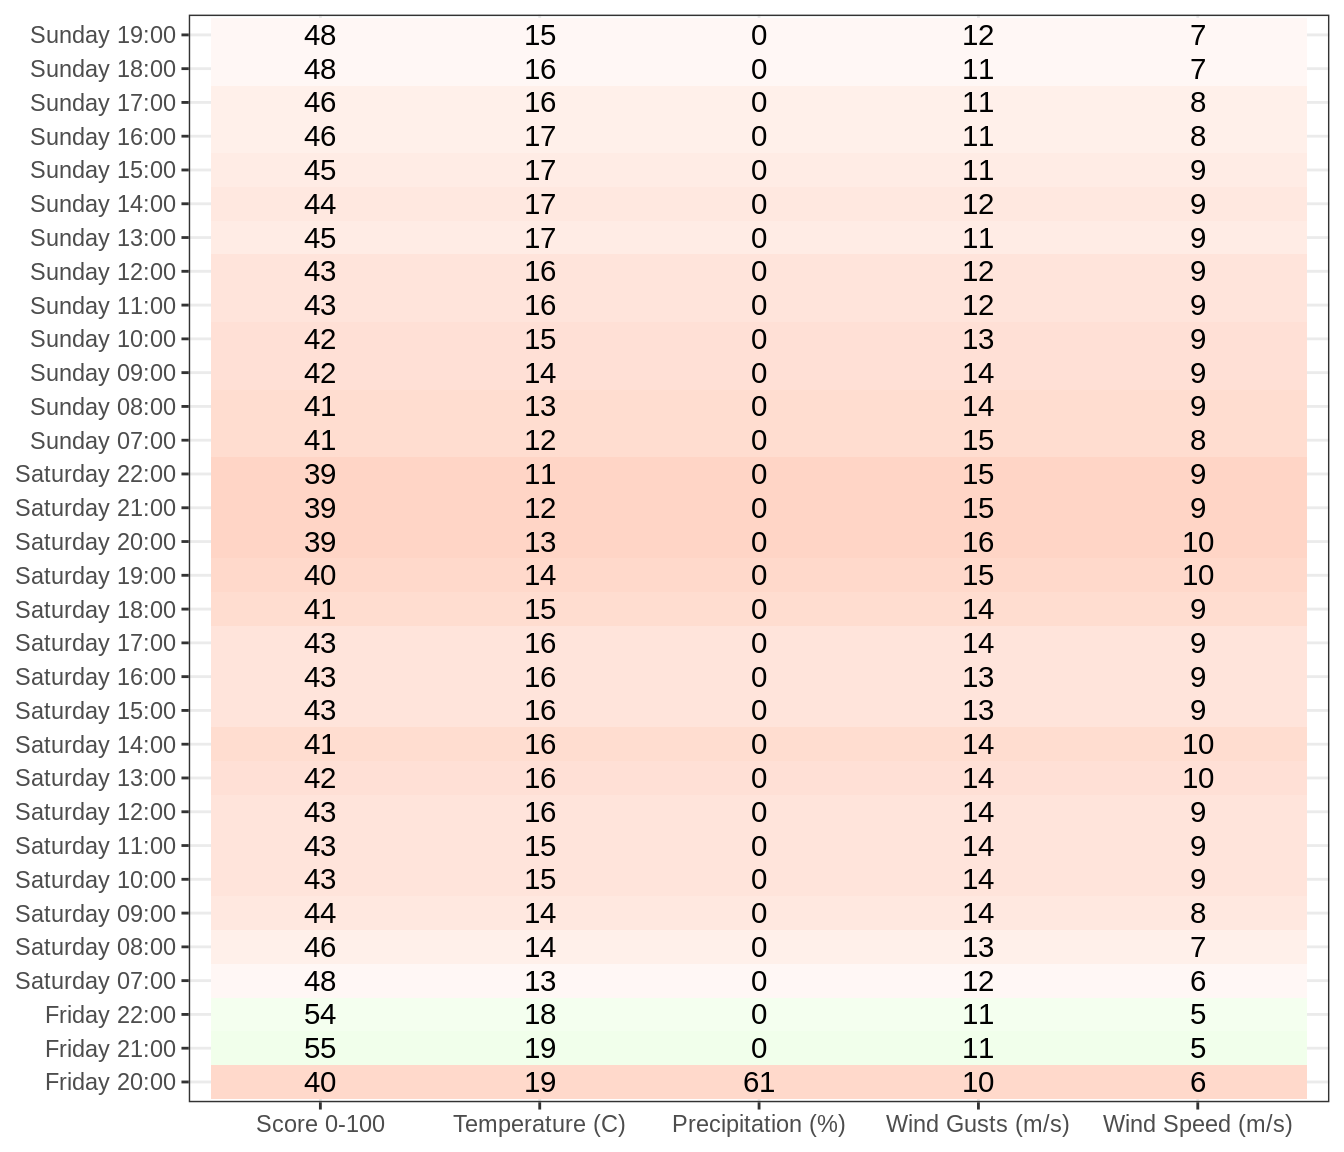 Sunday 19:00 48 15 0 12 7
Sunday 18:00 48 16 0 11 7
Sunday 17:00 46 16 0 11 8
Sunday 16:00 46 17 0 11 8
Sunday 15:00 45 17 0 11 9
Sunday 14:00 44 17 0 12 9
Sunday 13:00 45 17 0 11 9
Sunday 12:00 43 16 0 12 9
Sunday 11:00 43 16 0 12 9
Sunday 10:00 42 15 0 13 9
Sunday 09:00 42 14 0 14 9
Sunday 08:00 41 13 0 14 9
Sunday 07:00 41 12 0 15 8
Saturday 22:00 39 11 0 15 9
Saturday 21:00 39 12 0 15 9
Saturday 20:00 39 13 0 16 10
Saturday 19:00 40 14 0 15 10
Saturday 18:00 41 15 0 14 9
Saturday 17:00 43 16 0 14 9
Saturday 16:00 43 16 0 13 9
Saturday 15:00 43 16 0 13 9
Saturday 14:00 41 16 0 14 10
Saturday 13:00 42 16 0 14 10
Saturday 12:00 43 16 0 14 9
Saturday 11:00 43 15 0 14 9
Saturday 10:00 43 15 0 14 9
Saturday 09:00 44 14 0 14 8
Saturday 08:00 46 14 0 13 7
Saturday 07:00 48 13 0 12 6
Friday 22:00 54 18 0 11 5
Friday 21:00 55 19 0 11 5
Friday 20:00 40 19 61 10 6
Score 0-100 Temperature (C) Precipitation (%) Wind Gusts (m/s) Wind Speed (m/s)